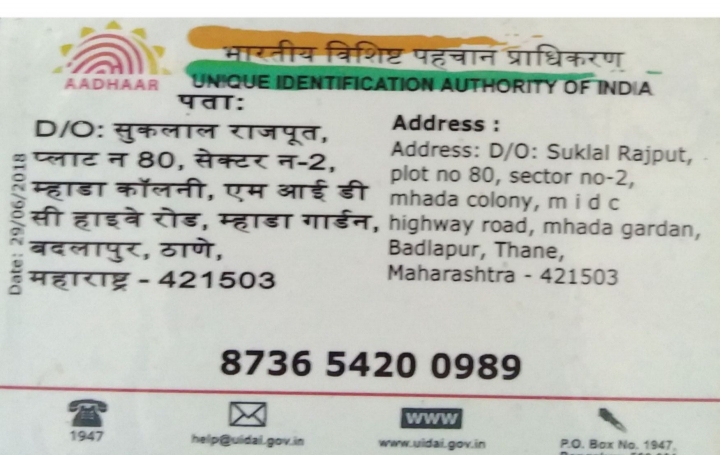 भारतीय विशिष्ट पहचान प्राधिकरण
AADHAAR
UNIQUE IDENTIFICATION AUTHORITY OF INDIA
पता:
D/O: सुकलाल राजपूत,
प्लाट न 80, सेक्टर न-2,
म्हाडा कॉलनी, एम आई डी
सी हाइवे रोड, म्हाडा गार्डन,
बदलापुर, ठाणे,
महाराष्ट्र - 421503
Address :
Address: D/O: Suklal Rajput,
plot no 80, sector no-2,
mhada colony, m i d c
highway road, mhada gardan,
Badlapur, Thane,
Maharashtra - 421503
Date: 29/06/2018
8736 5420 0989
1947
help@uidai.gov.in
www
www.uidai.gov.in
P.O. Box No. 1947,